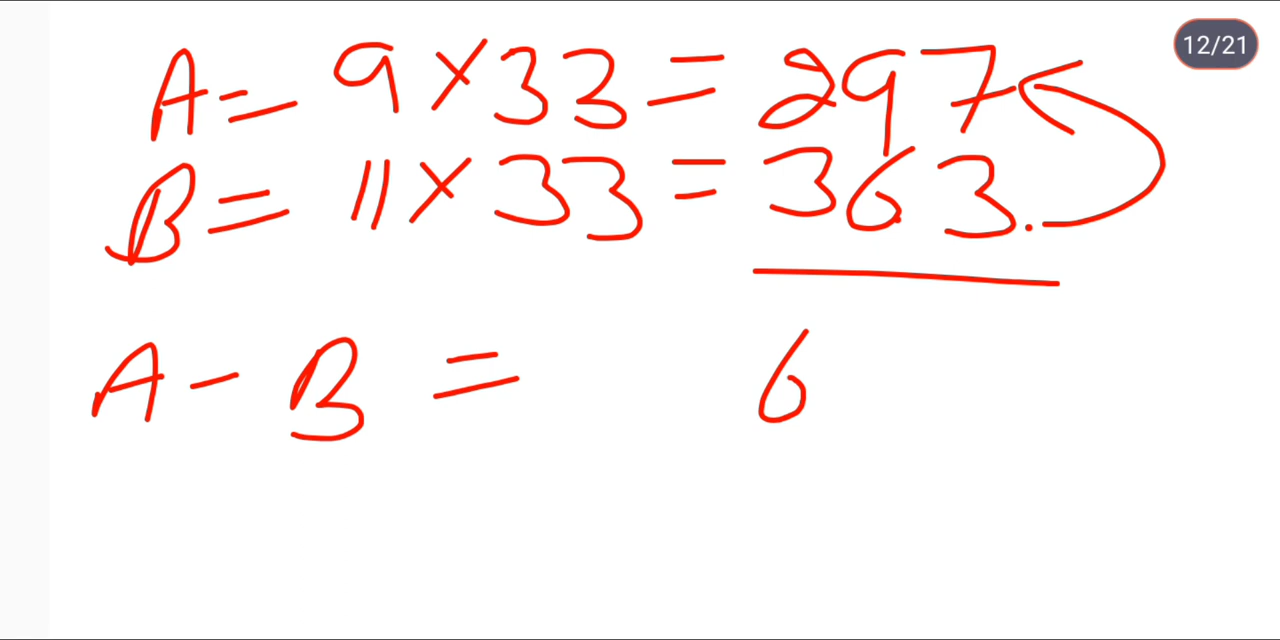 12/21
A = 9 × 33 = 297
B = 11 × 33 = 363.
A - B = 6